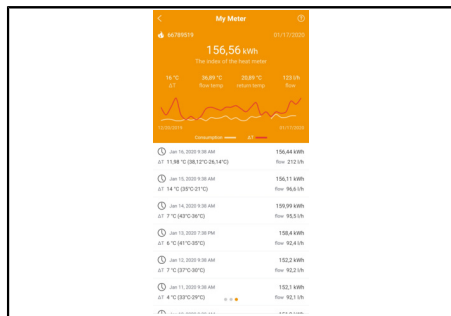 My Meter
66789519 01/17/2020
156,56 kWh
The index of the heat meter
16 °C 36,89 °C 20,89 °C 123 l/h
ΔT flow temp return temp flow
01/17/2020
Consumption ΔT
Jan 16, 2020 9:38 AM 156,44 kWh
ΔT 11,98 °C (38,12°C-26,14°C) flow 212 l/h
Jan 15, 2020 9:38 AM 156,11 kWh
ΔT 14 °C (35°C-21°C) flow 96,6 l/h
Jan 14, 2020 9:38 AM 159,99 kWh
ΔT 7 °C (43°C-36°C) flow 95,5 l/h
Jan 13, 2020 7:38 PM 158,4 kWh
ΔT 6 °C (41°C-35°C) flow 92,4 l/h
Jan 12, 2020 9:38 AM 152,2 kWh
ΔT 7 °C (37°C-30°C) flow 92,2 l/h
Jan 11, 2020 9:38 AM 152,1 kWh
ΔT 4 °C (33°C-29°C) flow 92,1 l/h